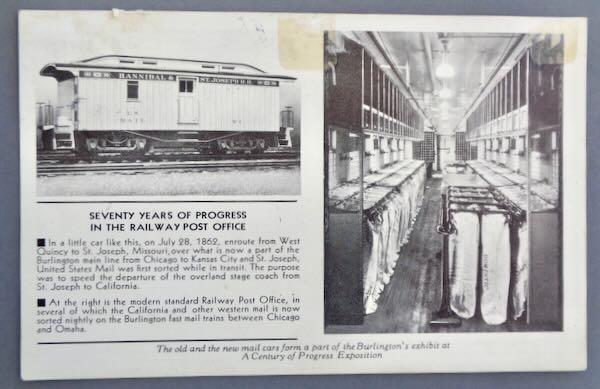 HANNIBAL & ST. JOSEPH R.R.
U.S.
MAIL
SEVENTY YEARS OF PROGRESS
IN THE RAILWAY POST OFFICE
In a little car like this, on July 28, 1862, enroute from West
Quincy to St. Joseph, Missouri, over what is now a part of the
Burlington main line from Chicago to Kansas City and St. Joseph,
United States Mail was first sorted while in transit. The purpose
was to speed the departure of the overland stage coach from
St. Joseph to California.
At the right is the modern standard Railway Post Office, in
several of which the California and other western mail is now
sorted nightly on the Burlington fast mail trains between Chicago
and Omaha.
The old and the new mail cars form a part of the Burlington's exhibit at
A Century of Progress Exposition